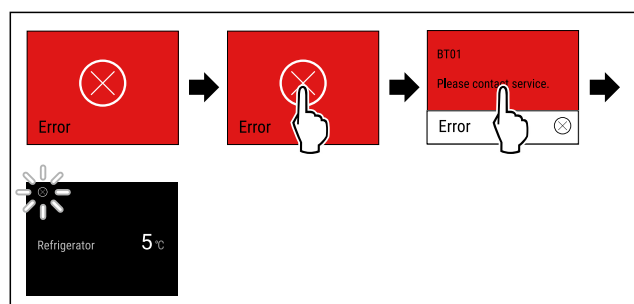 Error
Error
BT01
Please contact service.
Error
Refrigerator 5 °C